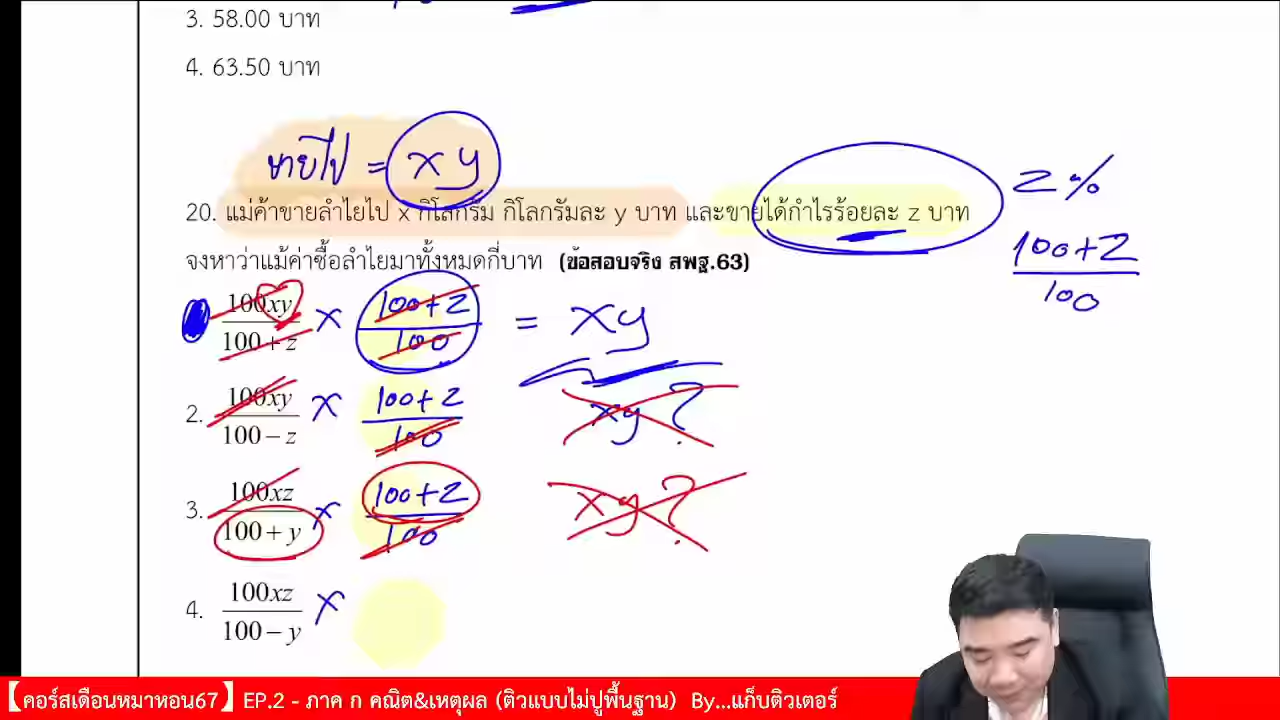 3. 58.00 บาท
4. 63.50 บาท
ขายไป = xy
20. แม่ค้าขายลำไยไป x กิโลกรัม กิโลกรัมละ y บาท และขายได้กำไรร้อยละ z บาท
จงหาว่าแม้ค่าซื้อลำไยมาทั้งหมดกี่บาท (ข้อสอบจริง สพฐ.63)
Z %
100+Z
100
100xy / 100 + z × 100+Z / 100 = xy
2. 100xy / 100 − z × 100+Z / 100 xy ?
3. 100xz / 100 + y × 100+Z / 100 xy ?
4. 100xz / 100 − y ×
【คอร์สเดือนหมาหอน67】 EP.2 - ภาค ก คณิต&เหตุผล (ติวแบบไม่ปูพื้นฐาน) By...แก็บติวเตอร์